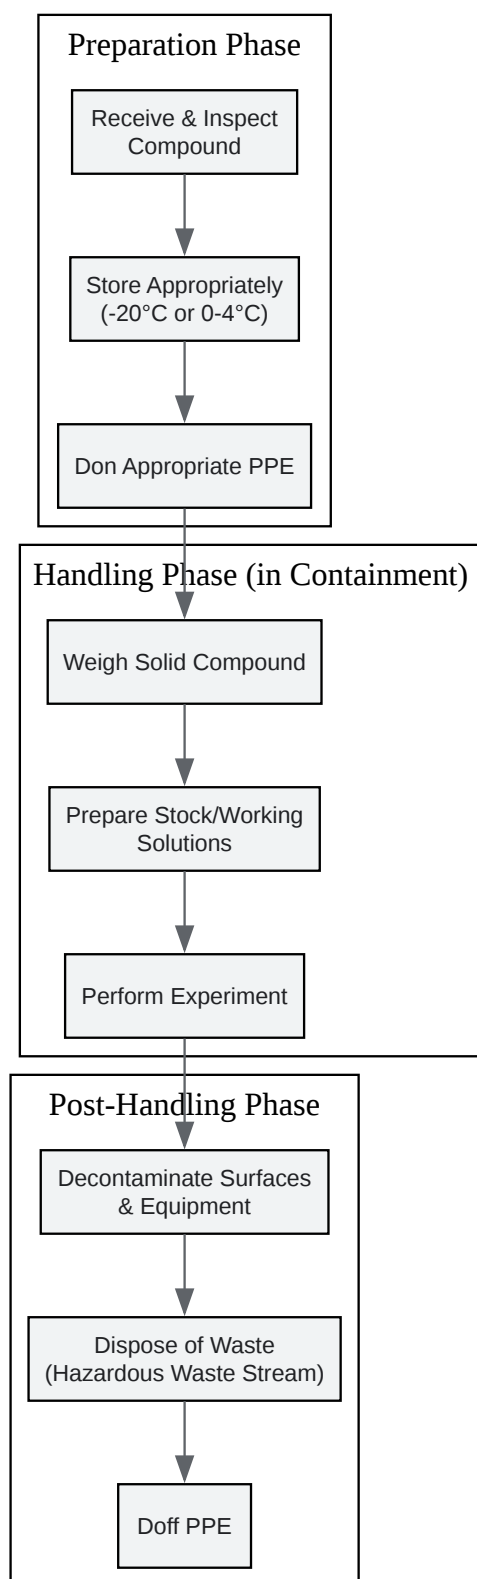 Preparation Phase
Receive & Inspect
Compound
Store Appropriately
(-20°C or 0-4°C)
Don Appropriate PPE
Handling Phase (in Containment)
Weigh Solid Compound
Prepare Stock/Working
Solutions
Perform Experiment
Post-Handling Phase
Decontaminate Surfaces
& Equipment
Dispose of Waste
(Hazardous Waste Stream)
Doff PPE